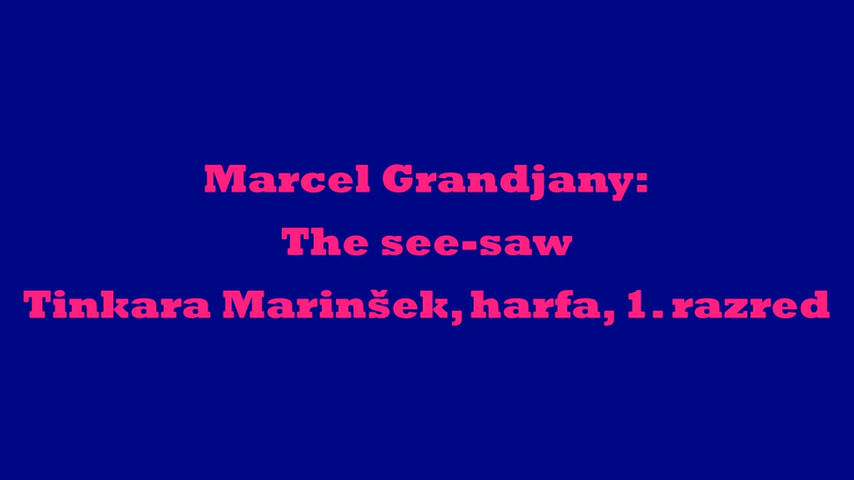 Marcel Grandjany:
The see-saw
Tinkara Marinšek, harfa, 1. razred